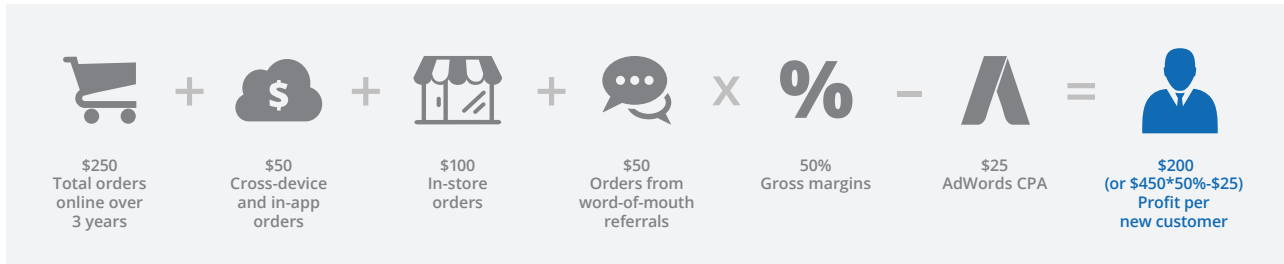 + $ + + x % − =
$250
Total orders
online over
3 years
$50
Cross-device
and in-app
orders
$100
In-store
orders
$50
Orders from
word-of-mouth
referrals
50%
Gross margins
$25
AdWords CPA
$200
(or $450*50%-$25)
Profit per
new customer